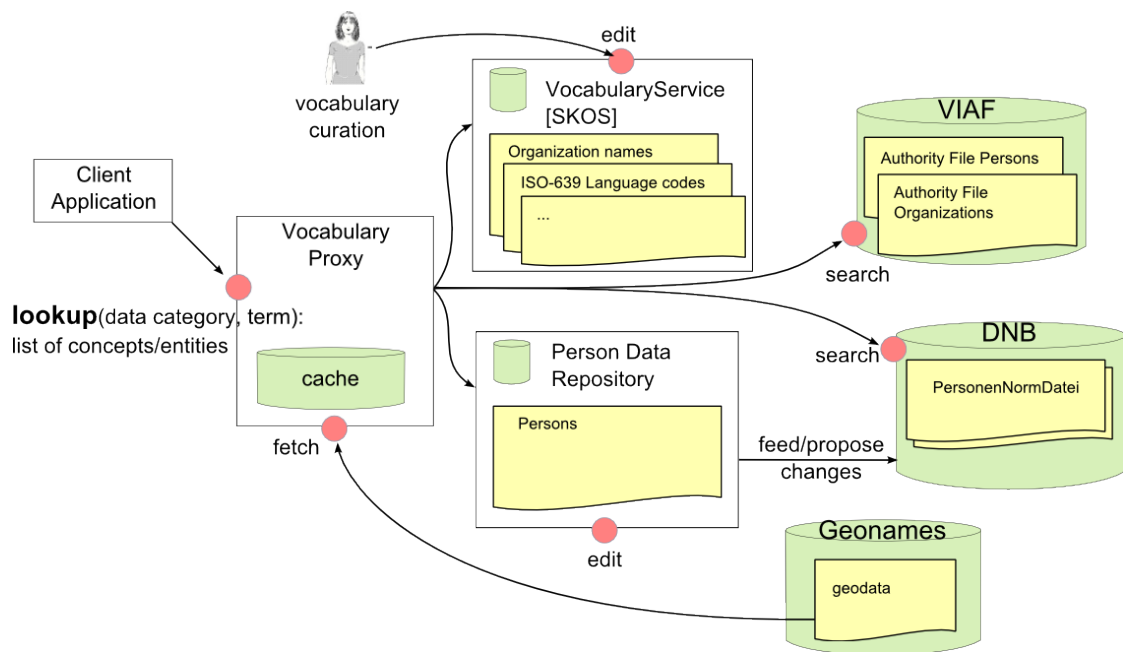 edit
vocabulary
curation
VocabularyService
[SKOS]
Organization names
ISO-639 Language codes
...
VIAF
Authority File Persons
Authority File
Organizations
search
Client
Application
Vocabulary
Proxy
lookup(data category, term):
list of concepts/entities
cache
fetch
Person Data
Repository
Persons
edit
search
DNB
PersonenNormDatei
feed/propose
changes
Geonames
geodata